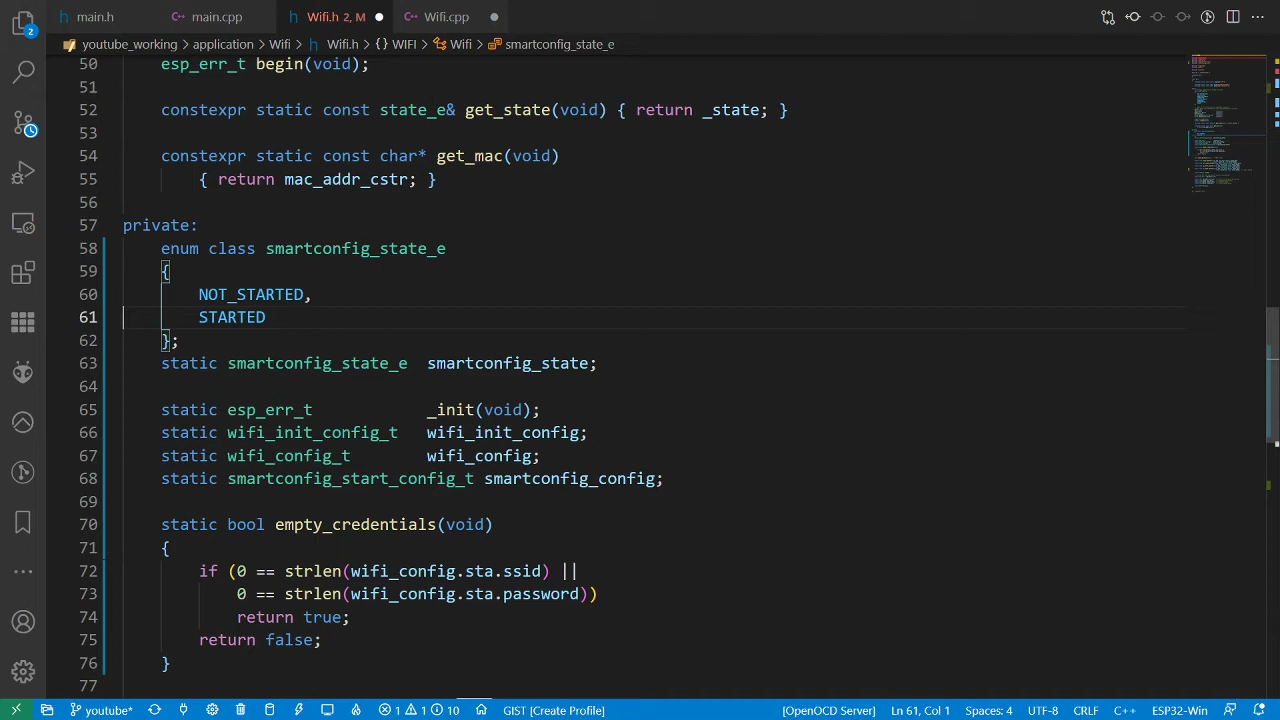 main.h main.cpp Wifi.h 2, M Wifi.cpp
youtube_working > application > Wifi > Wifi.h > {} WIFI > Wifi > smartconfig_state_e
50 esp_err_t begin(void);
51
52 constexpr static const state_e& get_state(void) { return _state; }
53
54 constexpr static const char* get_mac(void)
55 { return mac_addr_cstr; }
56
57 private:
58 enum class smartconfig_state_e
59 {
60 NOT_STARTED,
61 STARTED
62 };
63 static smartconfig_state_e smartconfig_state;
64
65 static esp_err_t _init(void);
66 static wifi_init_config_t wifi_init_config;
67 static wifi_config_t wifi_config;
68 static smartconfig_start_config_t smartconfig_config;
69
70 static bool empty_credentials(void)
71 {
72 if (0 == strlen(wifi_config.sta.ssid) ||
73 0 == strlen(wifi_config.sta.password))
74 return true;
75 return false;
76 }
77
2
youtube* 1 1 10 GIST [Create Profile] [OpenOCD Server] Ln 61, Col 1 Spaces: 4 UTF-8 CRLF C++ ESP32-Win